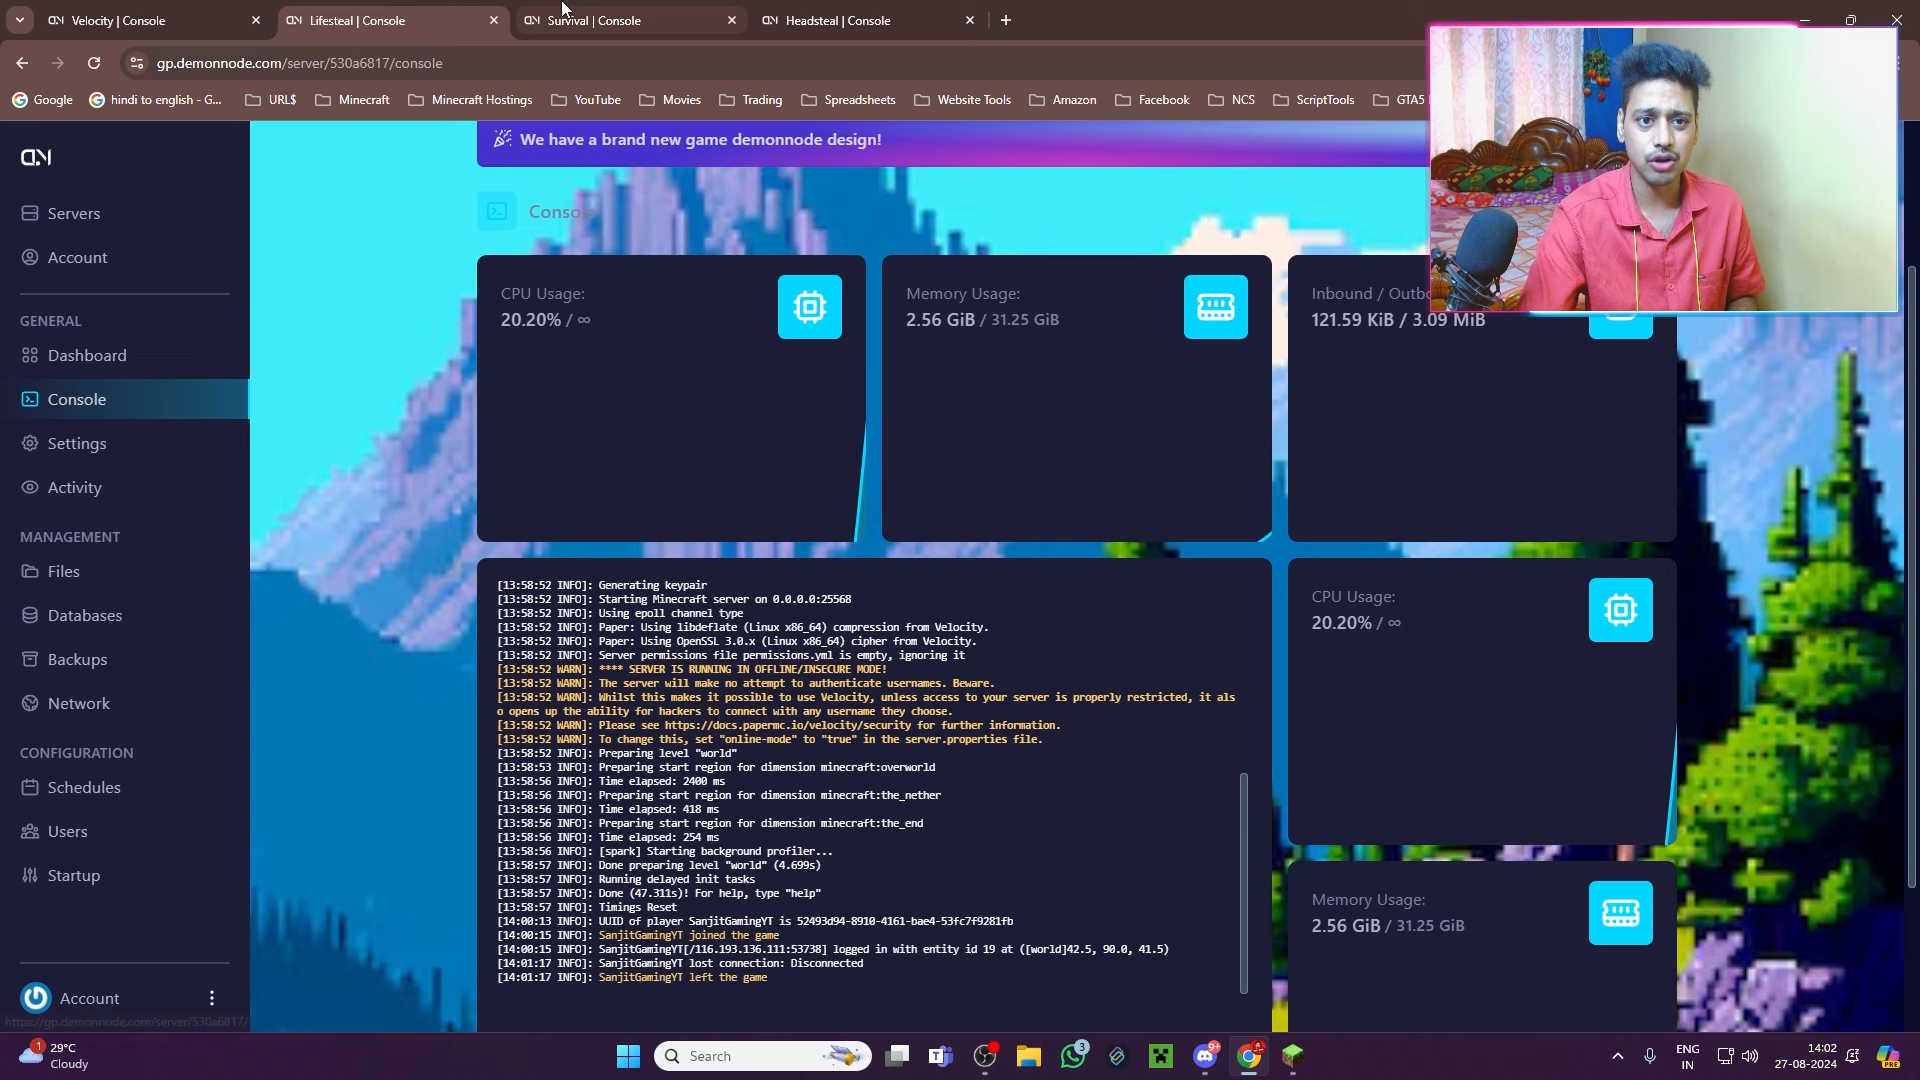 Velocity | Console
Lifesteal | Console
Survival | Console
Headsteal | Console
gp.demonnode.com/server/530a6817/console
Google
hindi to english - G...
URL$
Minecraft
Minecraft Hostings
YouTube
Movies
Trading
Spreadsheets
Website Tools
Amazon
Facebook
NCS
ScriptTools
GTA5
We have a brand new game demonnode design!
Servers
Account
GENERAL
Dashboard
Console
Settings
Activity
MANAGEMENT
Files
Databases
Backups
Network
CONFIGURATION
Schedules
Users
Startup
Account
https://gp.demonnode.com/server/530a6817/
Console
CPU Usage:
20.20% / ∞
Memory Usage:
2.56 GiB / 31.25 GiB
Inbound / Outbo
121.59 KiB / 3.09 MiB
[13:58:52 INFO]: Generating keypair
[13:58:52 INFO]: Starting Minecraft server on 0.0.0.0:25568
[13:58:52 INFO]: Using epoll channel type
[13:58:52 INFO]: Paper: Using libdeflate (Linux x86_64) compression from Velocity.
[13:58:52 INFO]: Paper: Using OpenSSL 3.0.x (Linux x86_64) cipher from Velocity.
[13:58:52 INFO]: Server permissions file permissions.yml is empty, ignoring it
[13:58:52 WARN]: **** SERVER IS RUNNING IN OFFLINE/INSECURE MODE!
[13:58:52 WARN]: The server will make no attempt to authenticate usernames. Beware.
[13:58:52 WARN]: Whilst this makes it possible to use Velocity, unless access to your server is properly restricted, it als
o opens up the ability for hackers to connect with any username they choose.
[13:58:52 WARN]: Please see https://docs.papermc.io/velocity/security for further information.
[13:58:52 WARN]: To change this, set "online-mode" to "true" in the server.properties file.
[13:58:52 INFO]: Preparing level "world"
[13:58:53 INFO]: Preparing start region for dimension minecraft:overworld
[13:58:56 INFO]: Time elapsed: 2400 ms
[13:58:56 INFO]: Preparing start region for dimension minecraft:the_nether
[13:58:56 INFO]: Time elapsed: 418 ms
[13:58:56 INFO]: Preparing start region for dimension minecraft:the_end
[13:58:56 INFO]: Time elapsed: 254 ms
[13:58:56 INFO]: [spark] Starting background profiler...
[13:58:57 INFO]: Done preparing level "world" (4.699s)
[13:58:57 INFO]: Running delayed init tasks
[13:58:57 INFO]: Done (47.311s)! For help, type "help"
[13:58:57 INFO]: Timings Reset
[14:00:13 INFO]: UUID of player SanjitGamingYT is 52493d94-8910-4161-bae4-53fc7f9281fb
[14:00:15 INFO]: SanjitGamingYT joined the game
[14:00:15 INFO]: SanjitGamingYT[/116.193.136.111:53738] logged in with entity id 19 at ([world]42.5, 90.0, 41.5)
[14:01:17 INFO]: SanjitGamingYT lost connection: Disconnected
[14:01:17 INFO]: SanjitGamingYT left the game
CPU Usage:
20.20% / ∞
Memory Usage:
2.56 GiB / 31.25 GiB
1
29°C
Cloudy
Search
3
9+
ENG
IN
14:02
27-08-2024
PRE